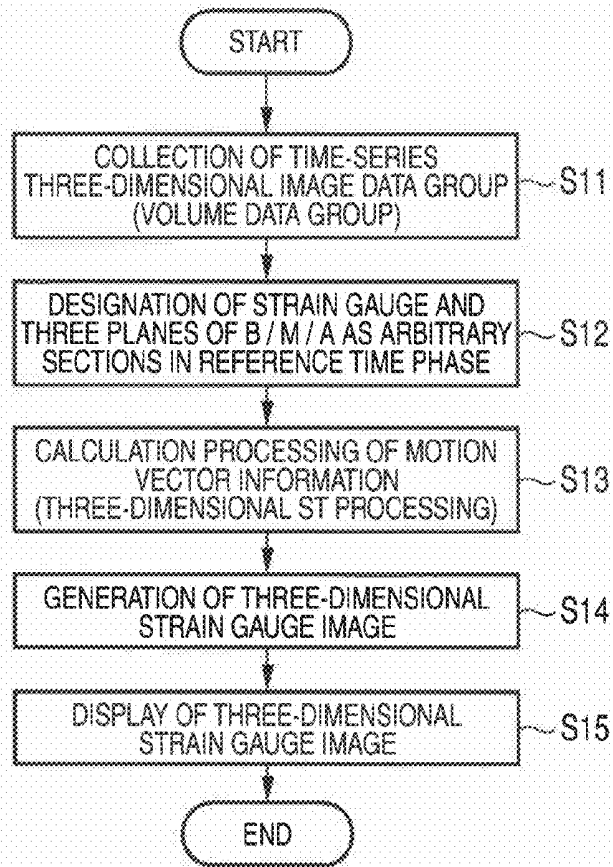 START
COLLECTION OF TIME-SERIES
THREE-DIMENSIONAL IMAGE DATA GROUP
(VOLUME DATA GROUP)
S11
DESIGNATION OF STRAIN GAUGE AND
THREE PLANES OF B / M / A AS ARBITRARY
SECTIONS IN REFERENCE TIME PHASE
S12
CALCULATION PROCESSING OF MOTION
VECTOR INFORMATION
(THREE-DIMENSIONAL ST PROCESSING)
S13
GENERATION OF THREE-DIMENSIONAL
STRAIN GAUGE IMAGE
S14
DISPLAY OF THREE-DIMENSIONAL
STRAIN GAUGE IMAGE
S15
END